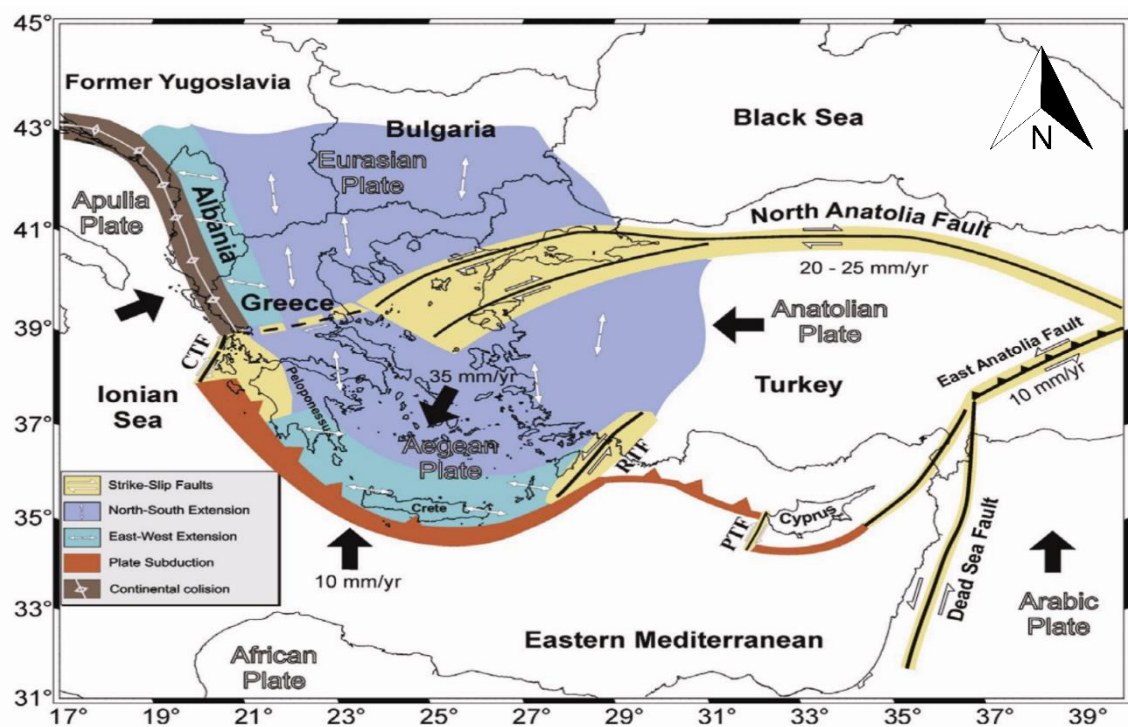 45°
43°
41°
39°
37°
35°
33°
31°
17°
19°
21°
23°
25°
27°
29°
31°
33°
35°
37°
39°
Former Yugoslavia
Bulgaria
Black Sea
N
Eurasian
Plate
Apulia
Plate
Albania
North Anatolia Fault
20 - 25 mm/yr
Greece
Anatolian
Plate
CTF
East Anatolia Fault
10 mm/yr
Ionian
Sea
Peloponessus
35 mm/yr
Turkey
Aegean
Plate
RTF
Strike-Slip Faults
North-South Extension
East-West Extension
Plate Subduction
Continental colision
Crete
Cyprus
PTF
10 mm/yr
Dead Sea Fault
Arabic
Plate
Eastern Mediterranean
African
Plate